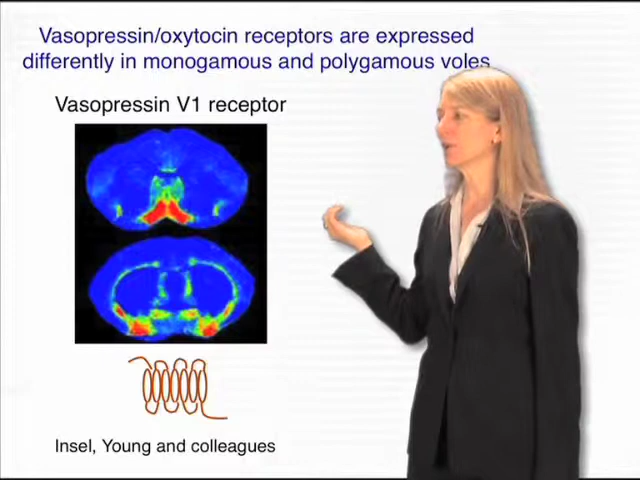 Vasopressin/oxytocin receptors are expressed
differently in monogamous and polygamous voles
Vasopressin V1 receptor
Insel, Young and colleagues